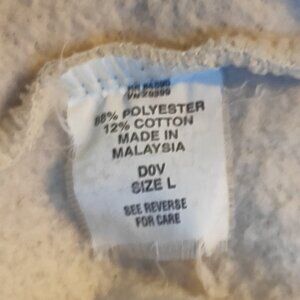 88% POLYESTER
12% COTTON
MADE IN
MALAYSIA
D0V
SIZE L
SEE REVERSE
FOR CARE